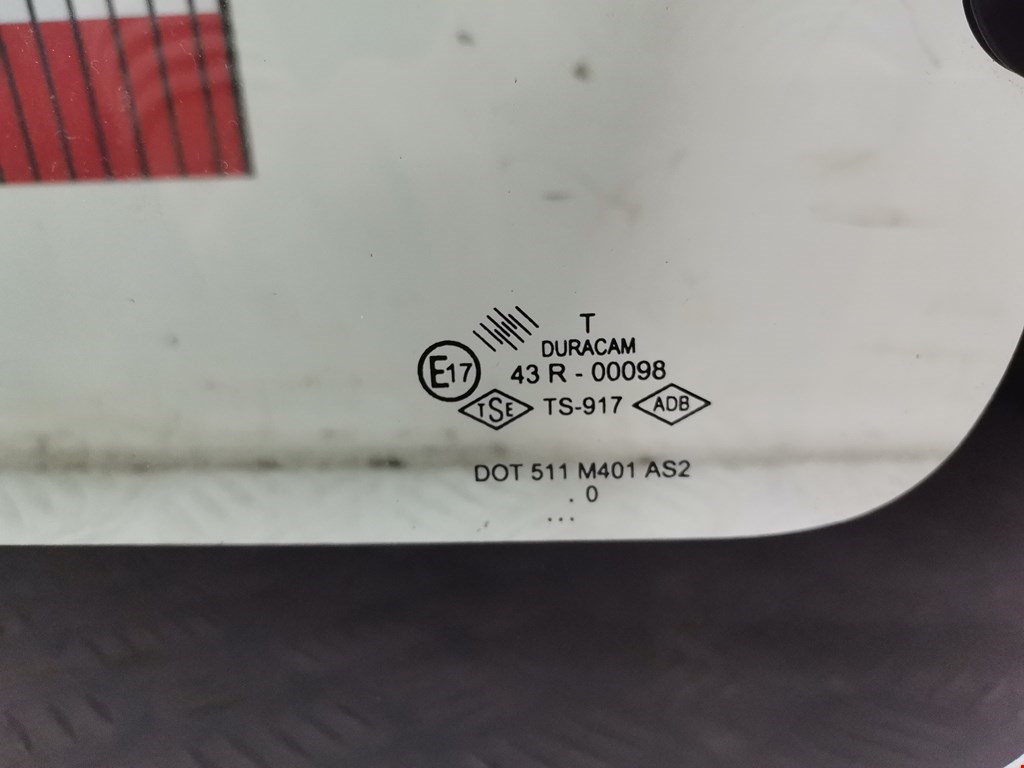 T
DURACAM
E17 43 R - 00098
TSE TS-917 ADB
DOT 511 M401 AS2
. 0
...